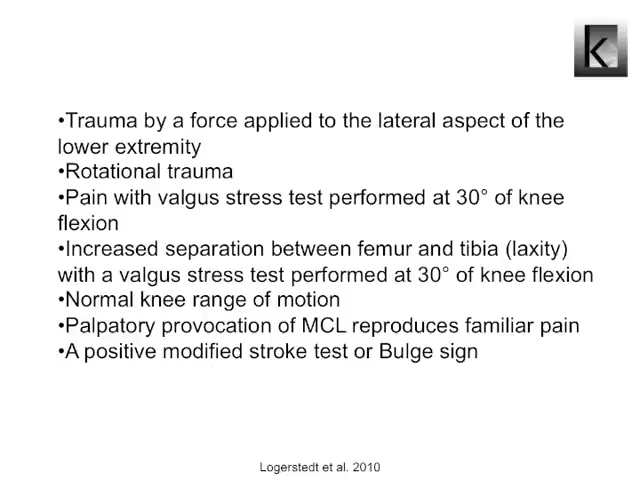 K
•Trauma by a force applied to the lateral aspect of the
lower extremity
•Rotational trauma
•Pain with valgus stress test performed at 30° of knee
flexion
•Increased separation between femur and tibia (laxity)
with a valgus stress test performed at 30° of knee flexion
•Normal knee range of motion
•Palpatory provocation of MCL reproduces familiar pain
•A positive modified stroke test or Bulge sign
Logerstedt et al. 2010